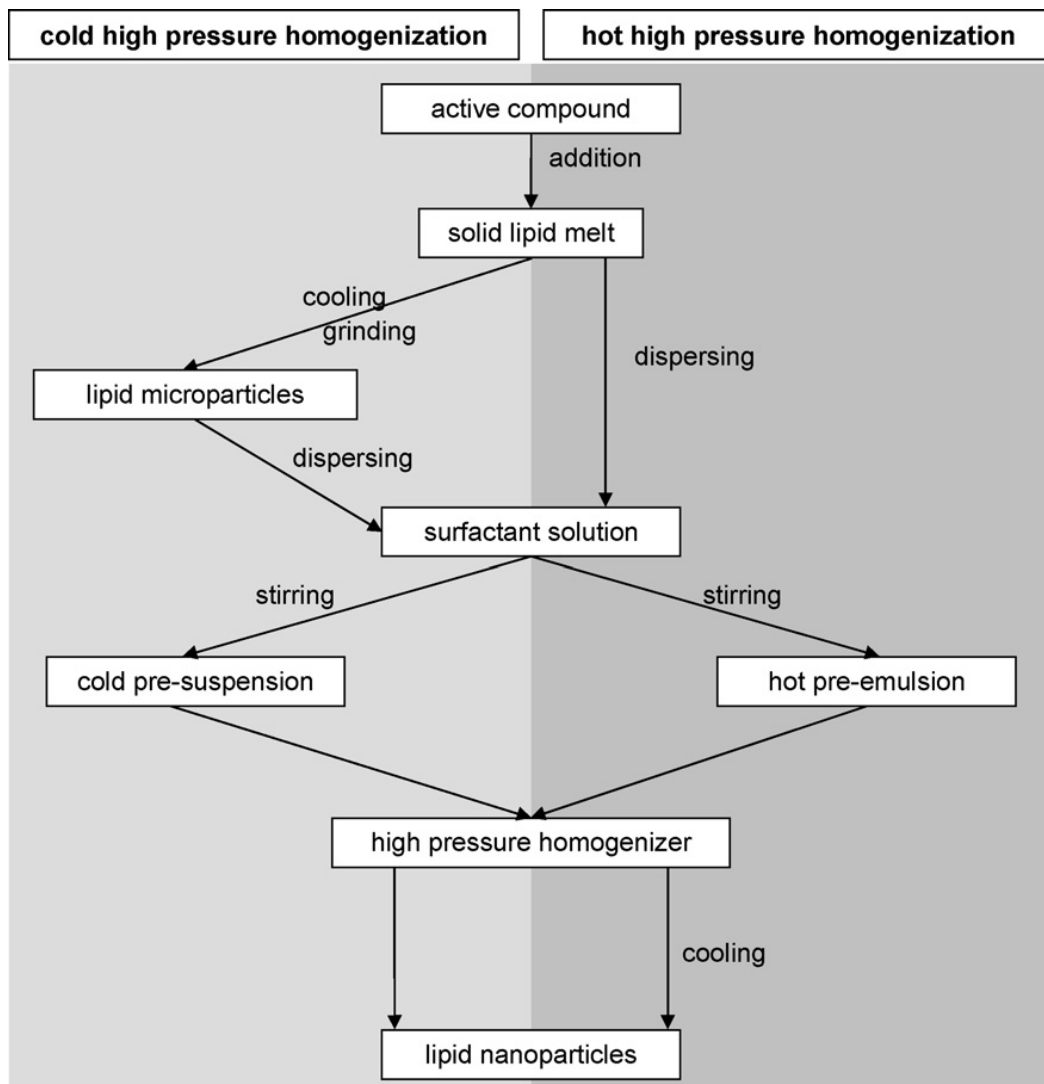 cold high pressure homogenization
hot high pressure homogenization
active compound
addition
solid lipid melt
cooling
grinding
dispersing
lipid microparticles
dispersing
surfactant solution
stirring
stirring
cold pre-suspension
hot pre-emulsion
high pressure homogenizer
cooling
lipid nanoparticles